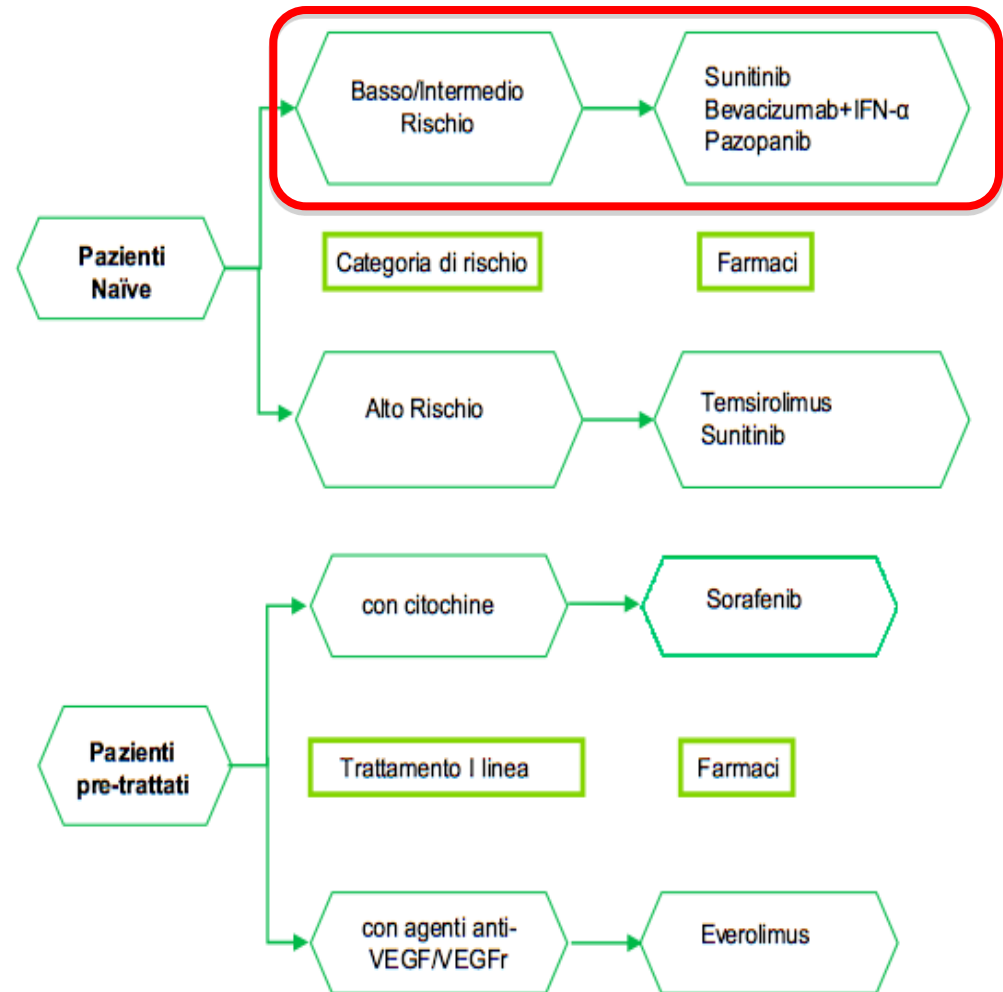 Basso/Intermedio
Rischio
Sunitinib
Bevacizumab+IFN-α
Pazopanib
Pazienti
Naïve
Categoria di rischio
Farmaci
Alto Rischio
Temsirolimus
Sunitinib
con citochine
Sorafenib
Pazienti
pre-trattati
Trattamento I linea
Farmaci
con agenti anti-
VEGF/VEGFr
Everolimus